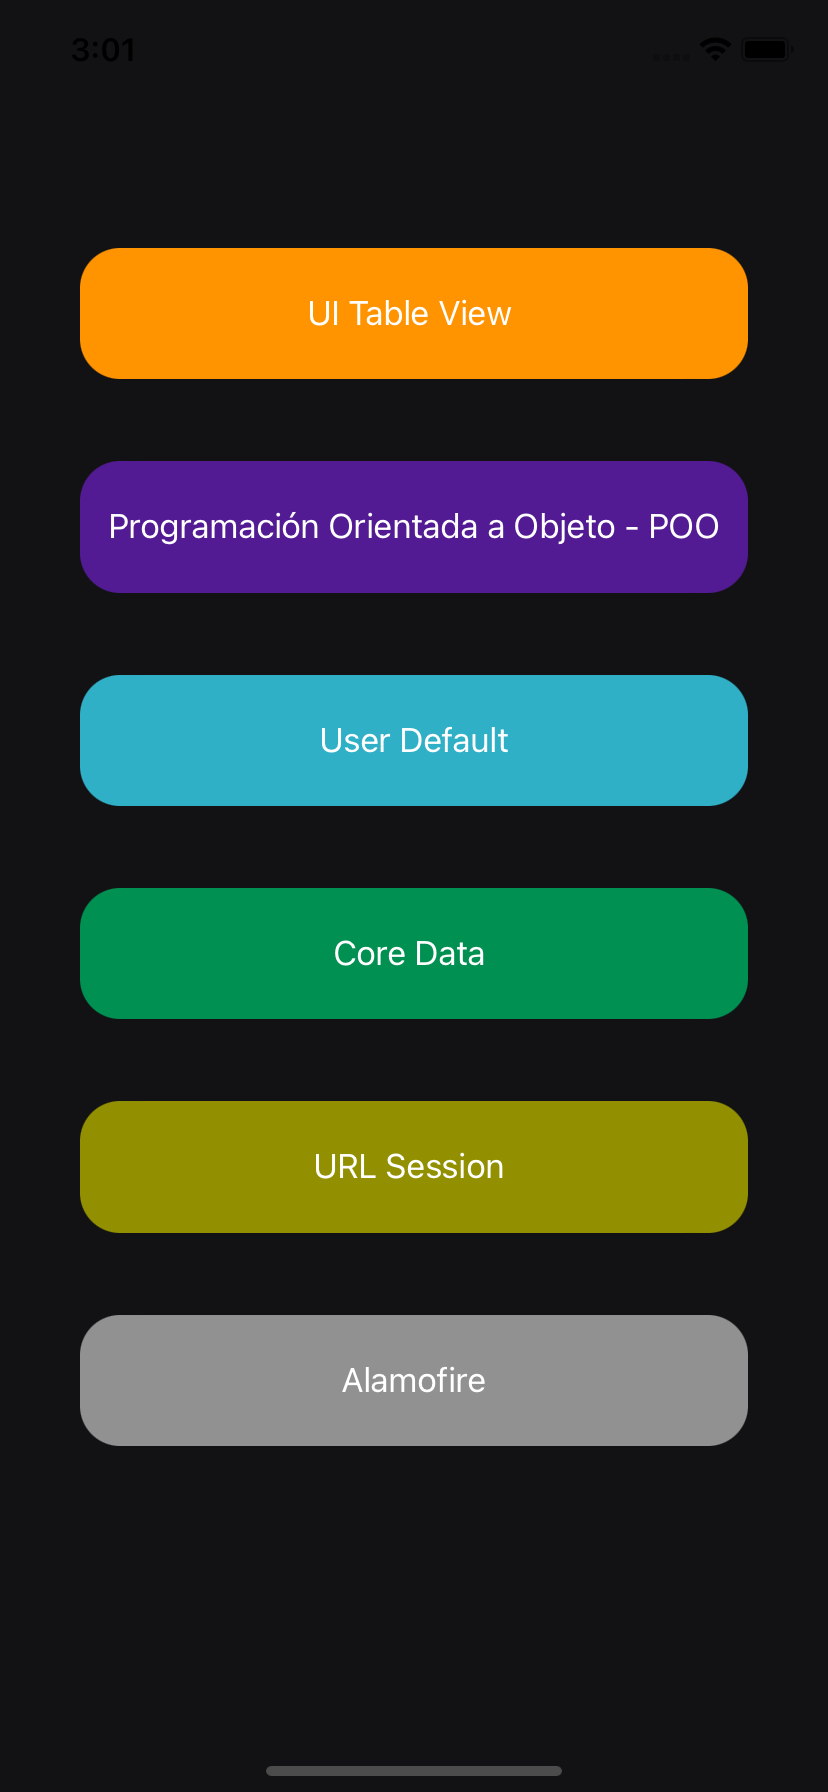 3:01
UI Table View
Programación Orientada a Objeto - POO
User Default
Core Data
URL Session
Alamofire